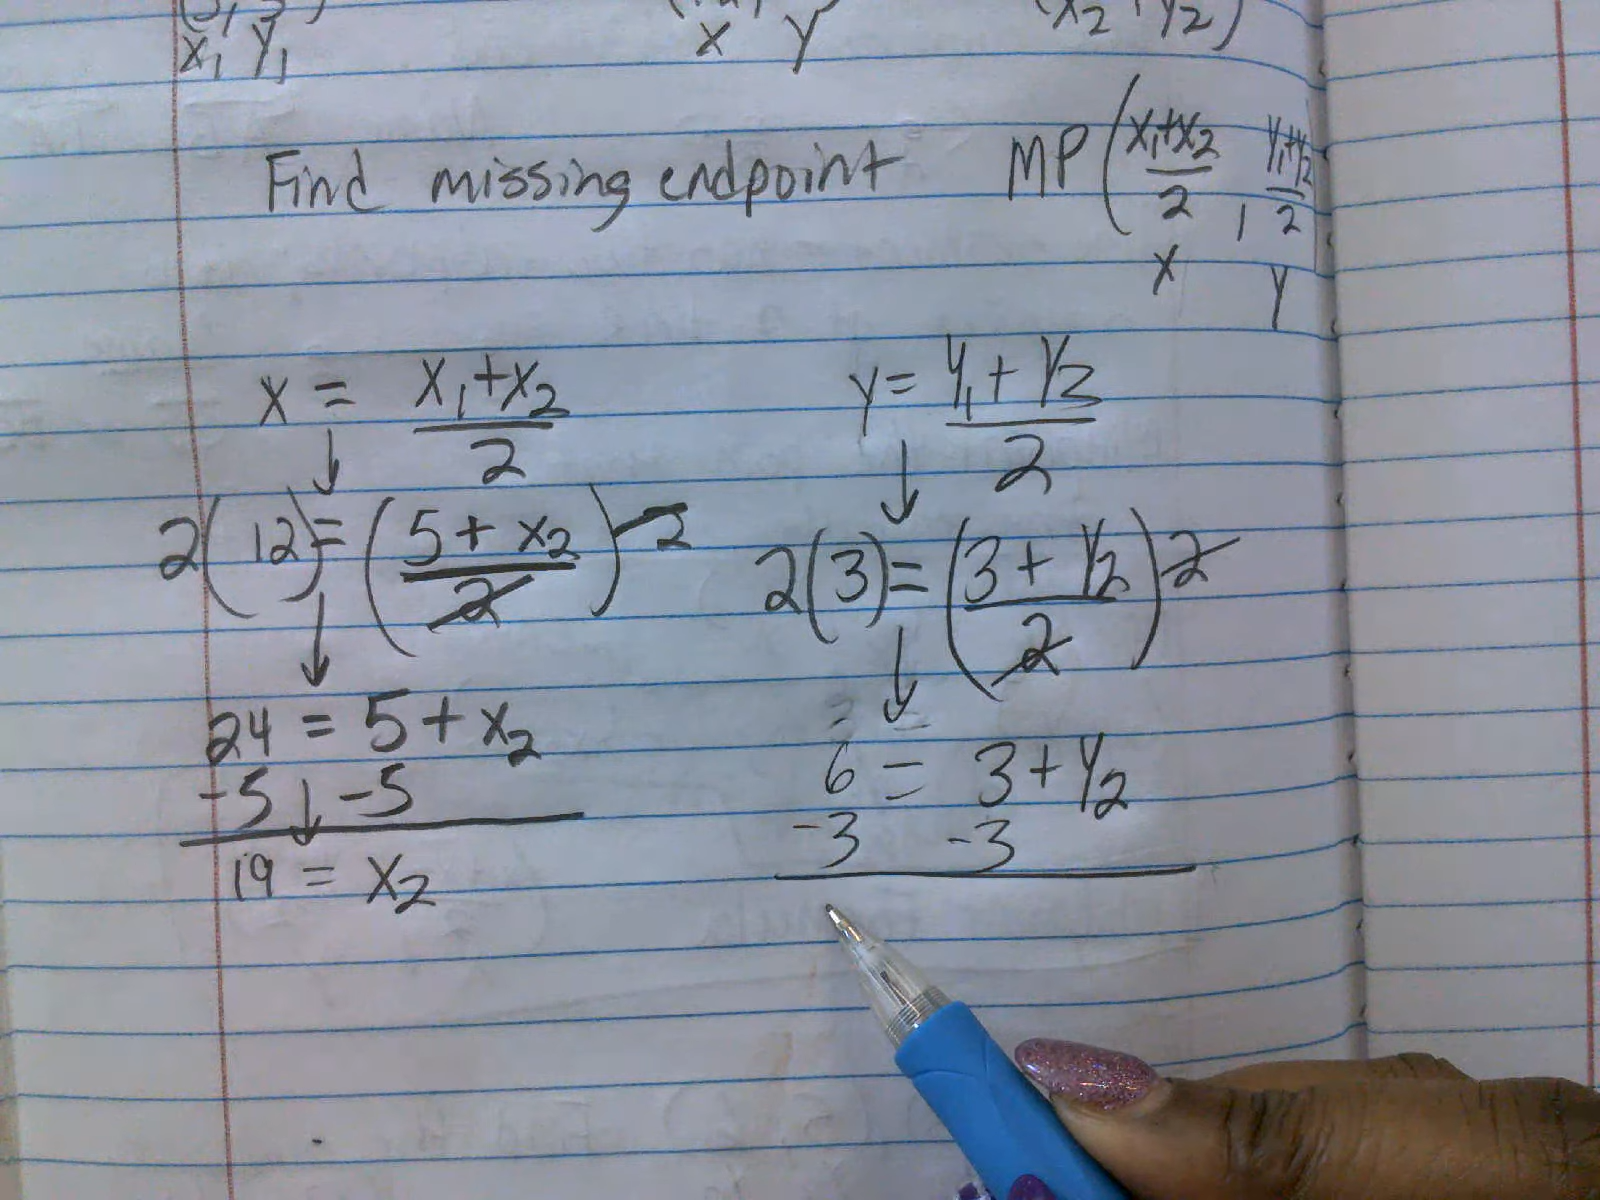 x₁ y₁ x y (x₂, y₂)
Find missing endpoint MP (x₁+x₂/2, y₁+y₂/2
x y
x = x₁+x₂/2 y = y₁+y₂/2
2(12) = (5+x₂/2)2 2(3) = (3+y₂/2)2
24 = 5+x₂ 6 = 3+y₂
-5 -5 -3 -3
19 = x₂